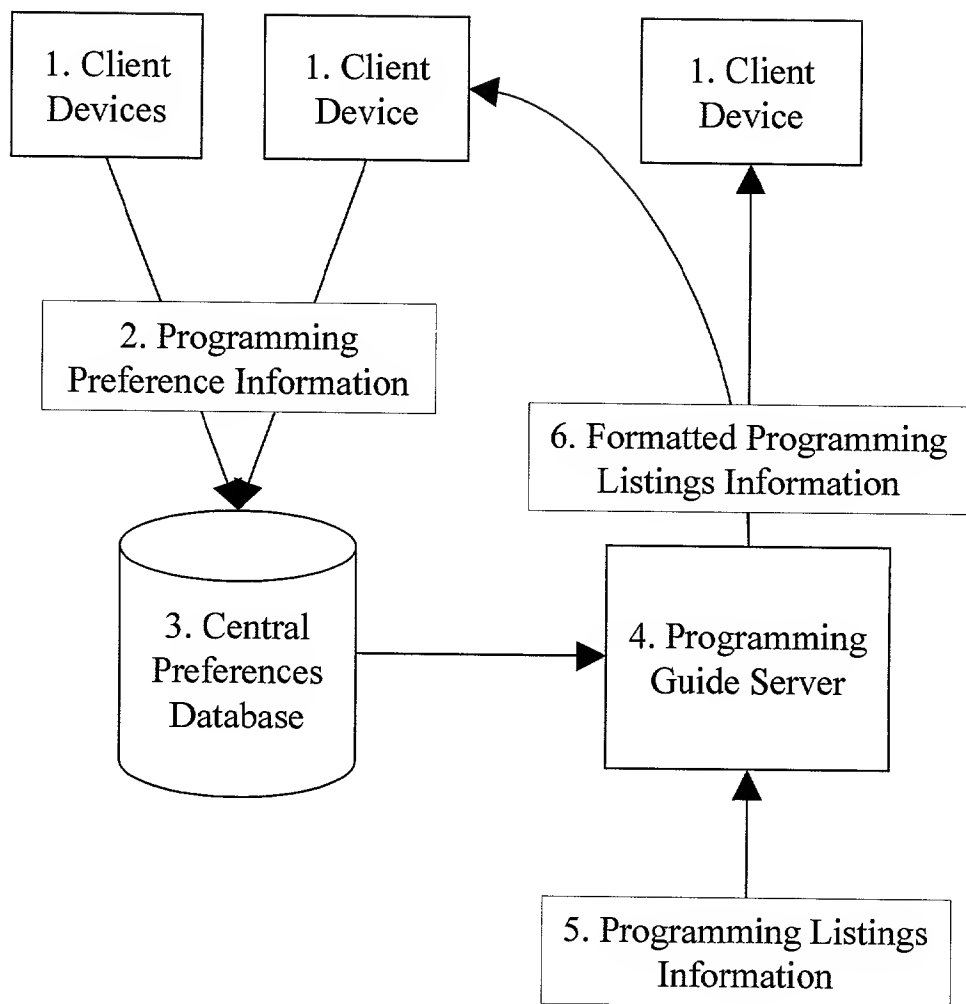 1. Client
Devices
1. Client
Device
1. Client
Device
2. Programming
Preference Information
6. Formatted Programming
Listings Information
3. Central
Preferences
Database
4. Programming
Guide Server
5. Programming Listings
Information